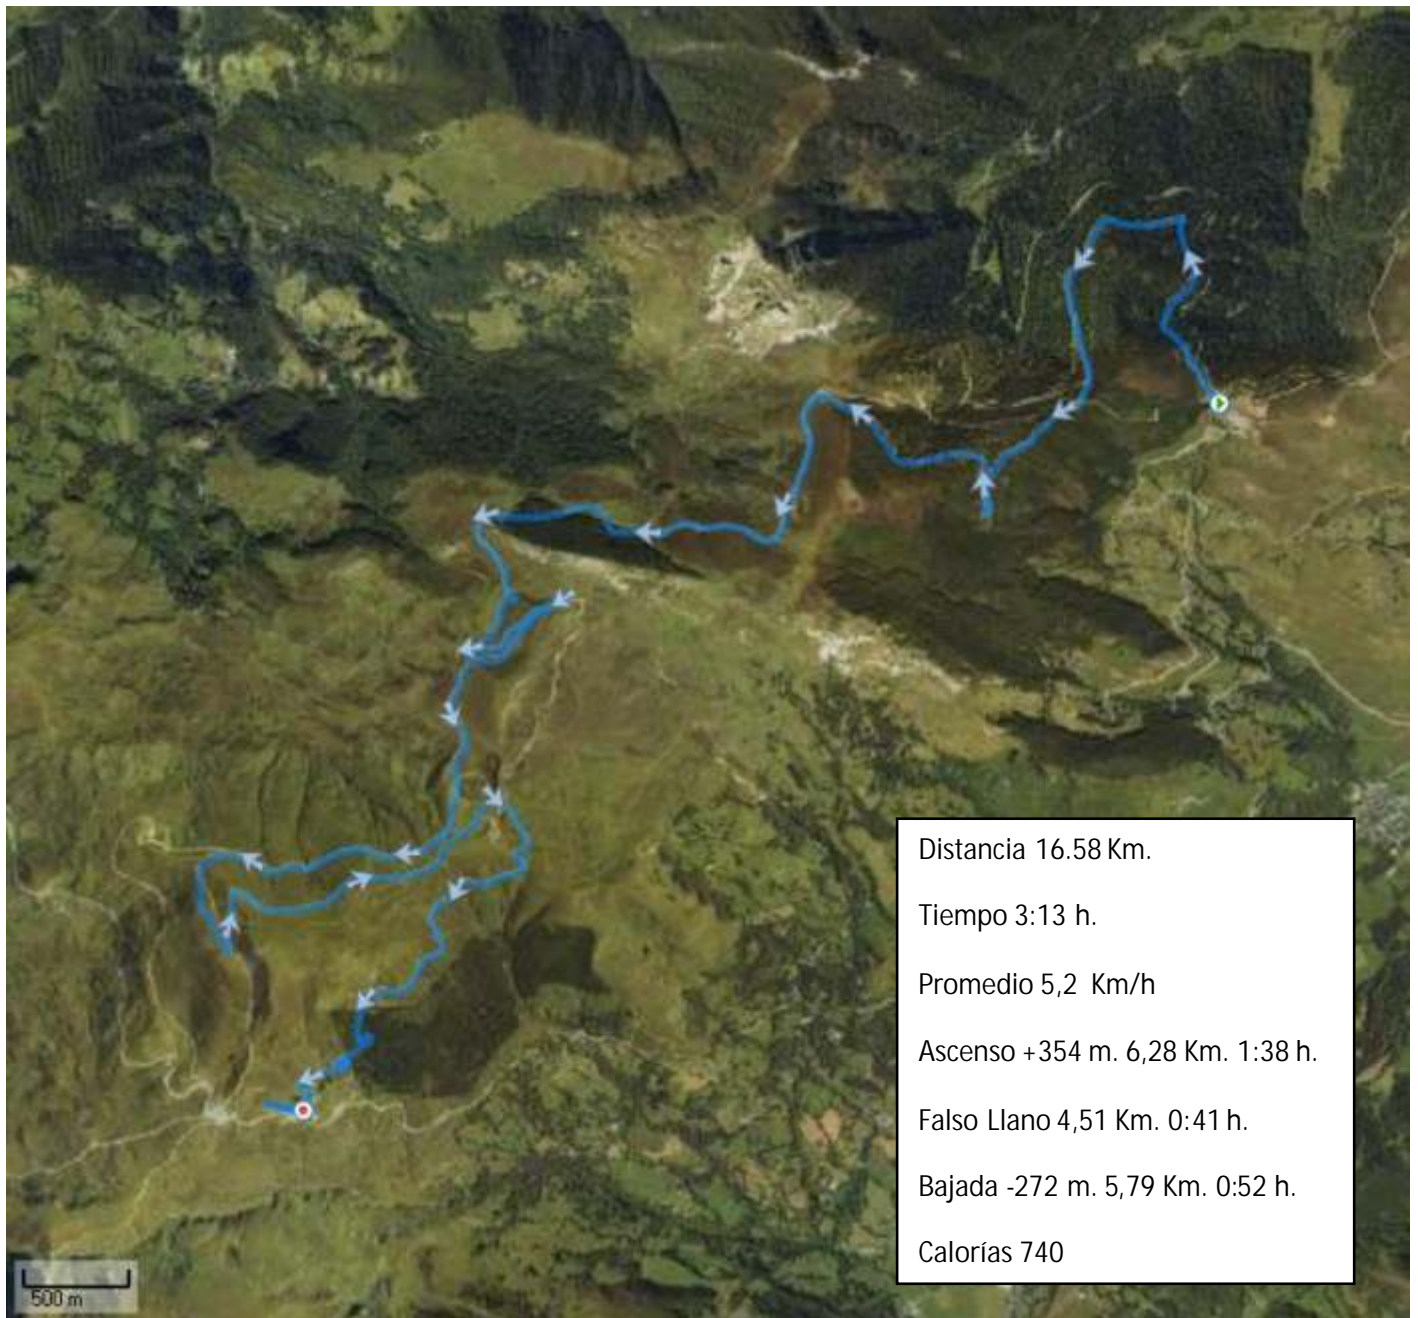 Distancia 16.58 Km.
Tiempo 3:13 h.
Promedio 5,2 Km/h
Ascenso +354 m. 6,28 Km. 1:38 h.
Falso Llano 4,51 Km. 0:41 h.
Bajada -272 m. 5,79 Km. 0:52 h.
Calorías 740
500 m